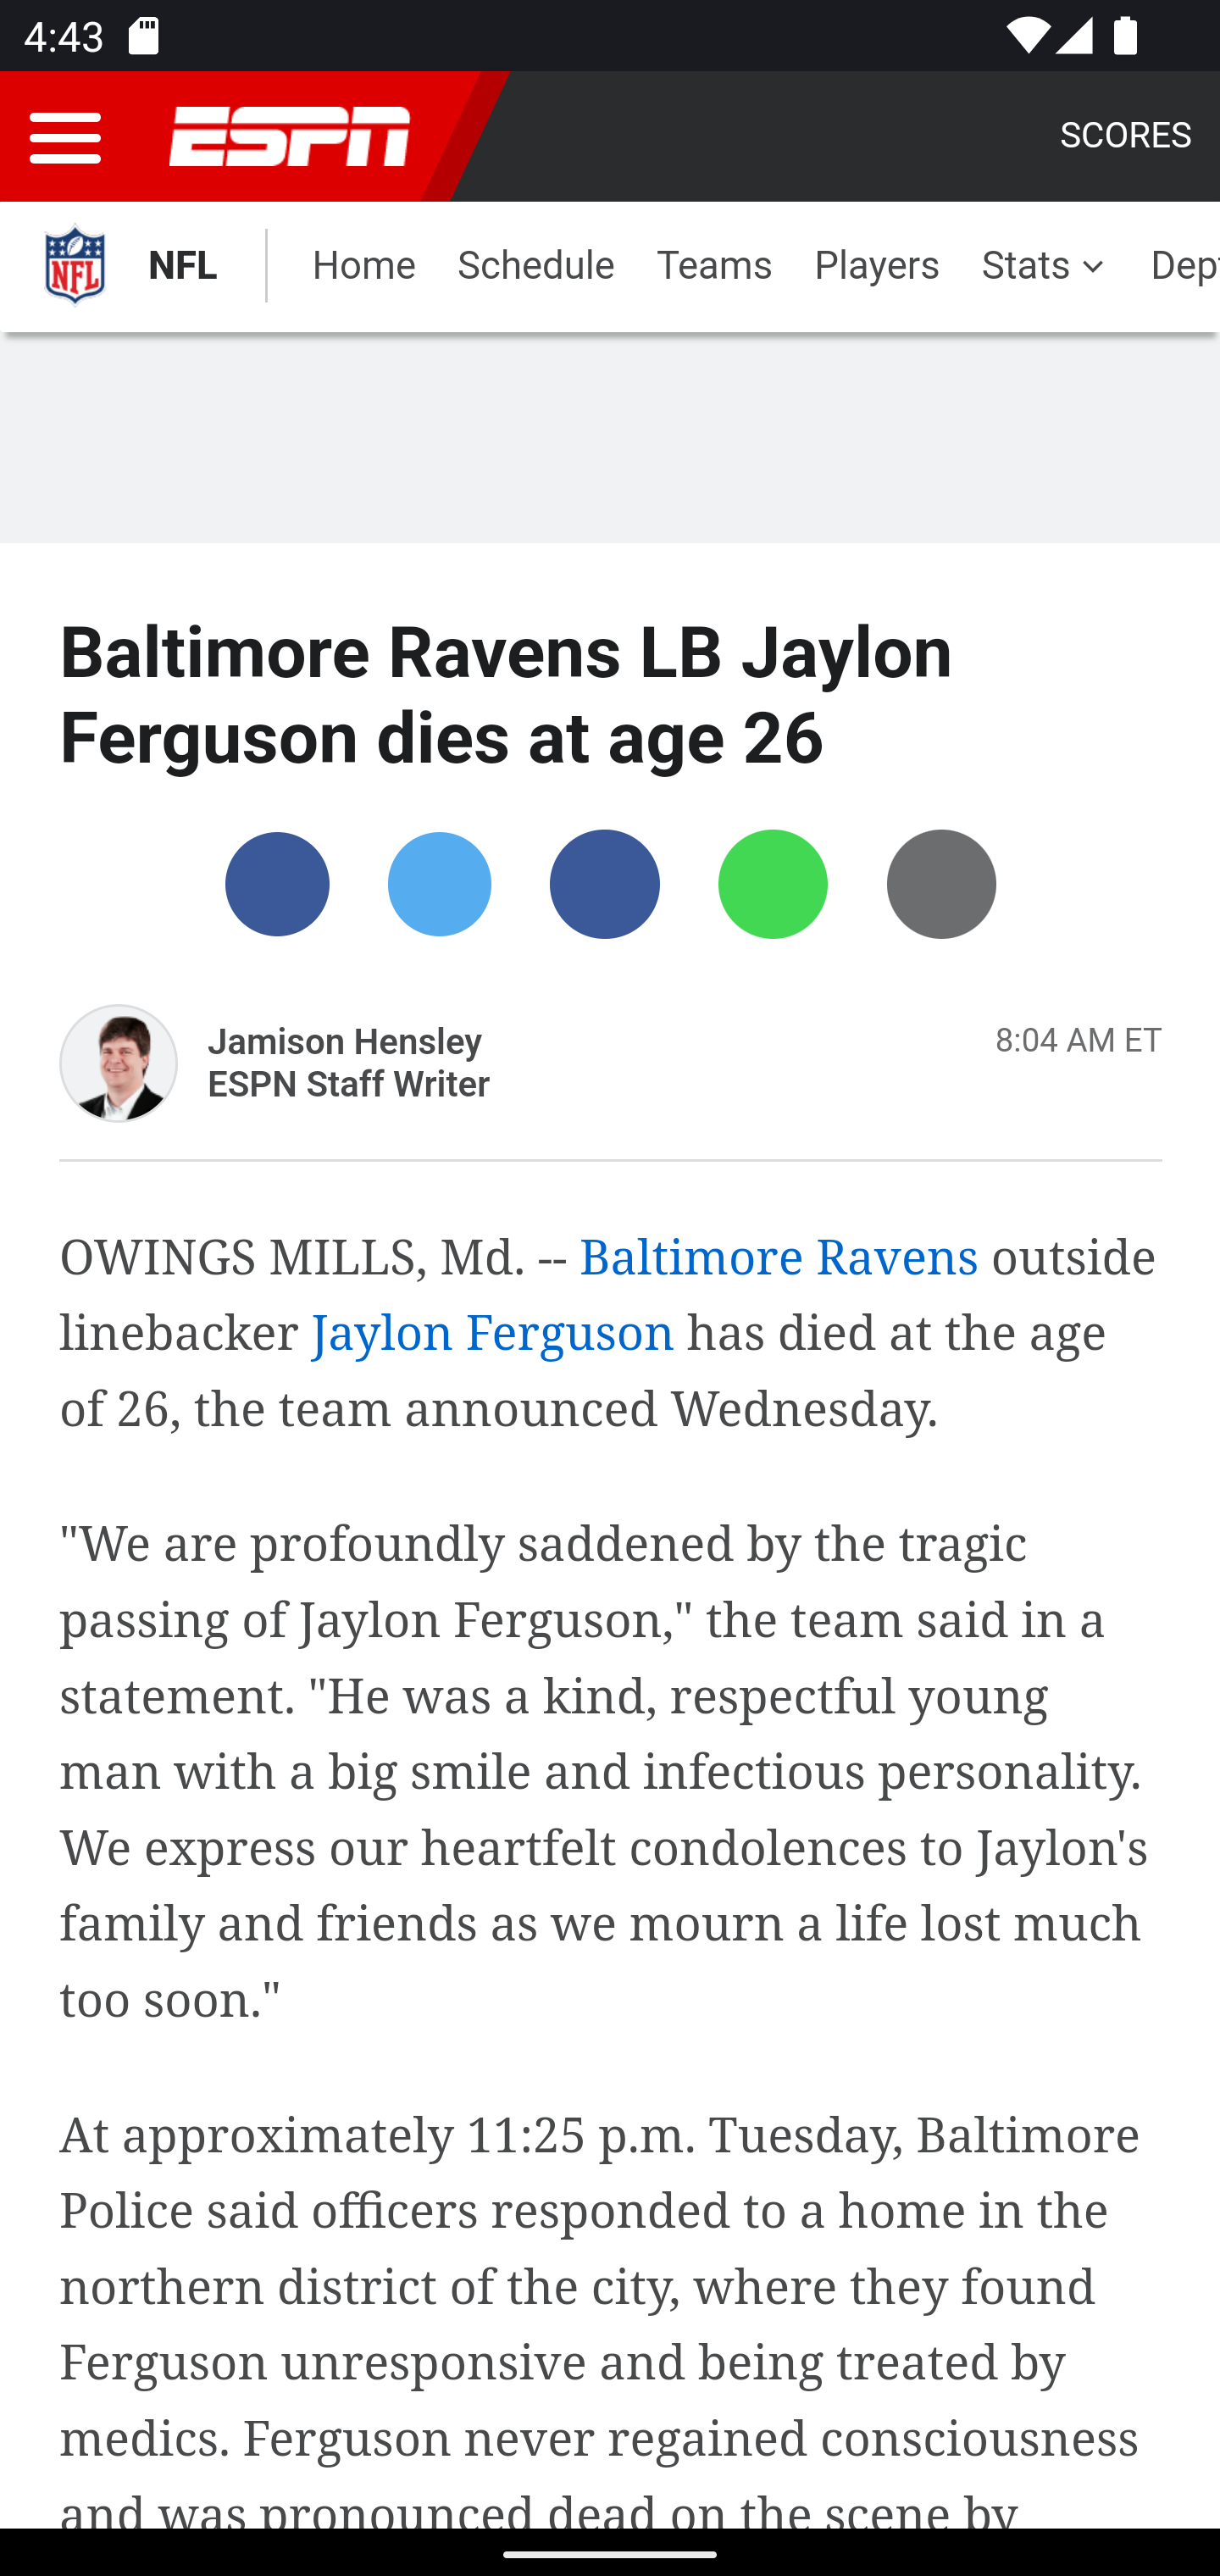 4:43
ESPN
SCORES
NFL
NFL
Home
Schedule
Teams
Players
Stats
Dep
Baltimore Ravens LB Jaylon
Ferguson dies at age 26
Jamison Hensley
8:04 AM ET
ESPN Staff Writer
OWINGS MILLS, Md. -- Baltimore Ravens outside
linebacker Jaylon Ferguson has died at the age
of 26, the team announced Wednesday.
"We are profoundly saddened by the tragic
passing of Jaylon Ferguson," the team said in a
statement. "He was a kind, respectful young
man with a big smile and infectious personality.
We express our heartfelt condolences to Jaylon's
family and friends as we mourn a life lost much
too soon."
At approximately 11:25 p.m. Tuesday, Baltimore
Police said officers responded to a home in the
northern district of the city, where they found
Ferguson unresponsive and being treated by
medics. Ferguson never regained consciousness
and was pronounced dead on the scene by